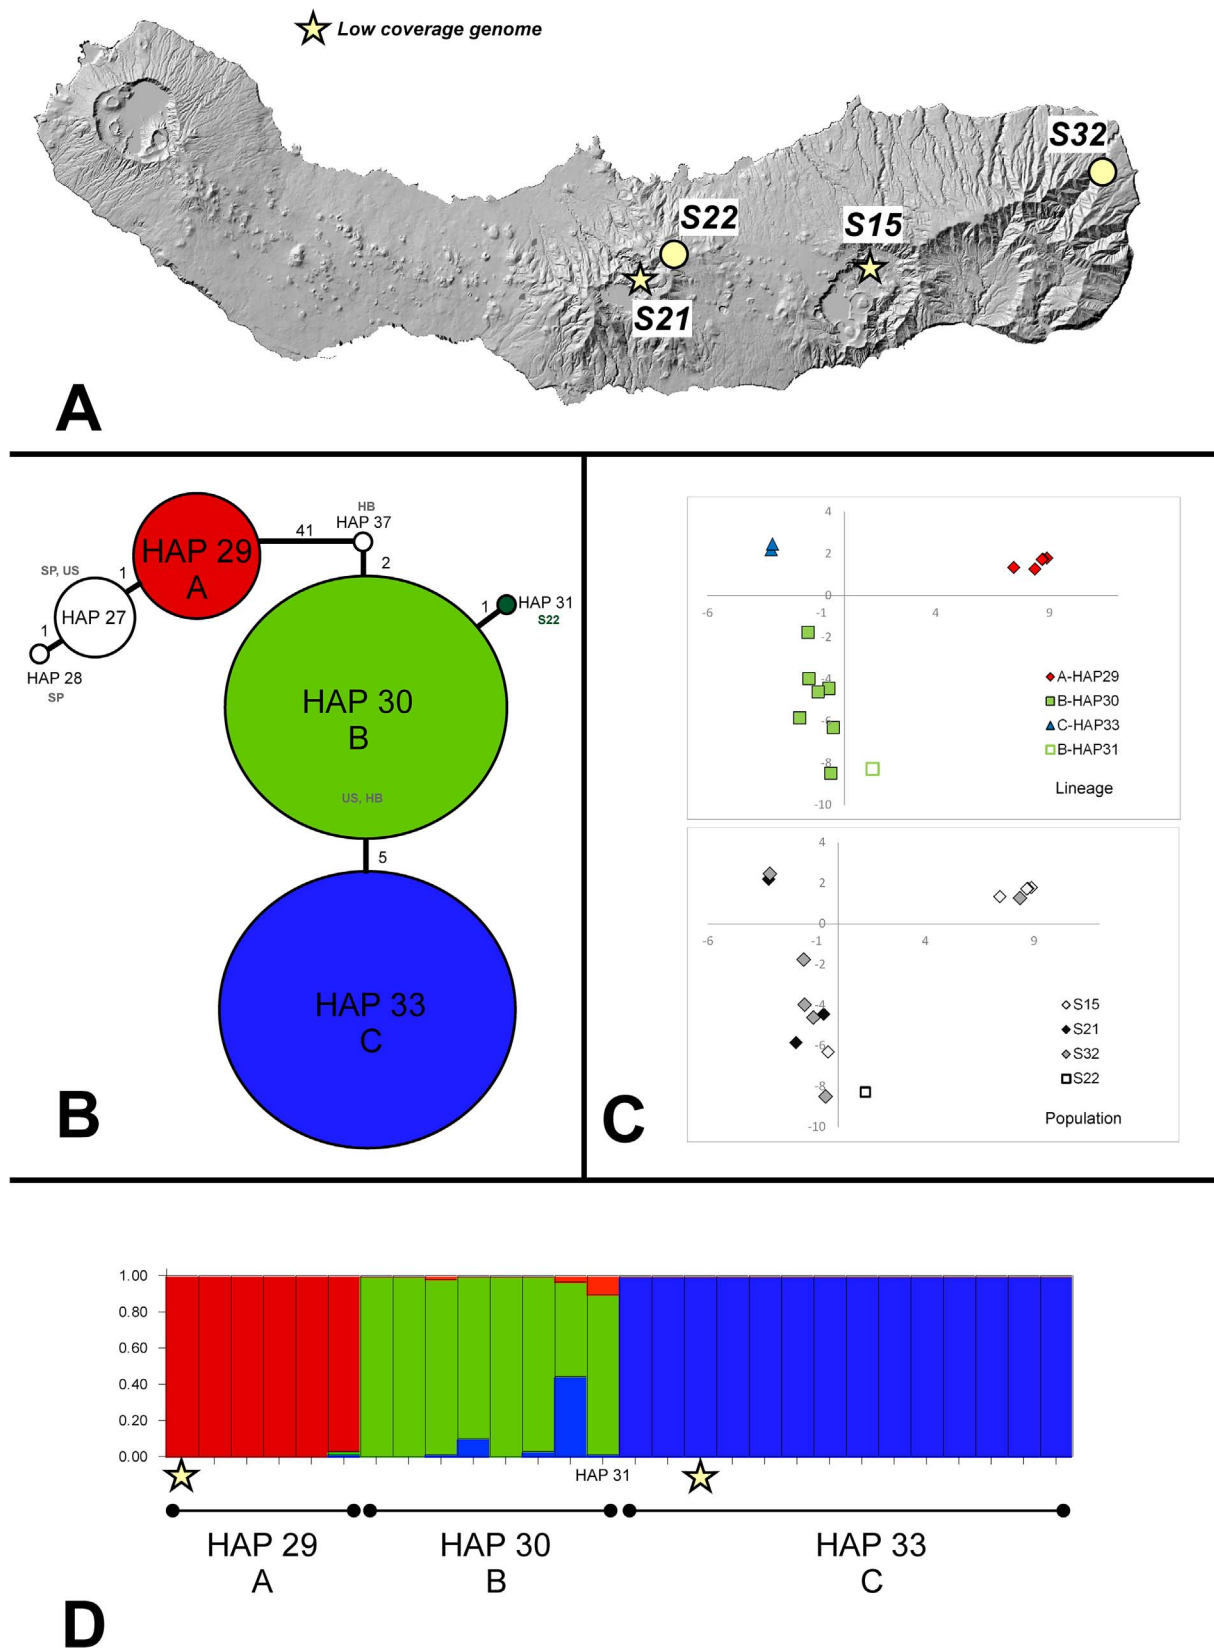 Low coverage genome
S32
S22
S15
S21
A
HB
HAP 37
41
HAP 29
A
2
SP, US
1
HAP 27
1
HAP 28
SP
1
HAP 31
S22
HAP 30
B
US, HB
5
HAP 33
C
B
4
2
0
-6
-1
4
9
-2
-4
-6
-8
-10
A-HAP29
B-HAP30
C-HAP33
B-HAP31
Lineage
4
2
0
-6
-1
4
9
-2
-4
-6
-8
-10
S15
S21
S32
S22
Population
C
1.00
0.80
0.60
0.40
0.20
0.00
HAP 31
HAP 29
A
HAP 30
B
HAP 33
C
D